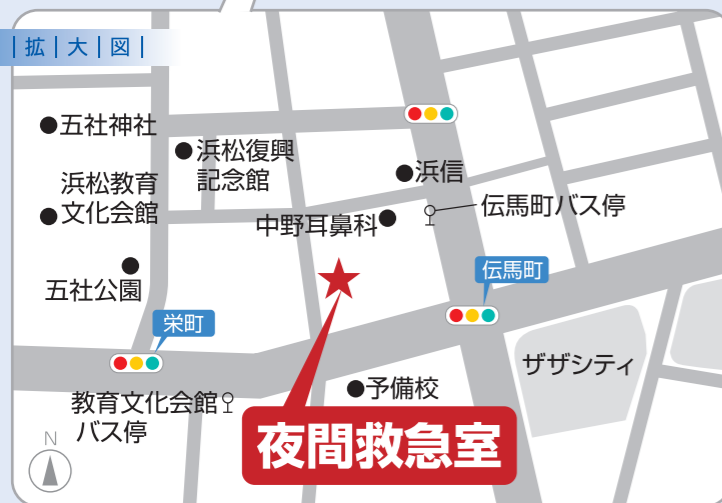 拡大図
五社神社
浜松復興
記念館
浜松教育
文化会館
浜信
伝馬町バス停
中野耳鼻科
五社公園
伝馬町
栄町
ザザシティ
予備校
教育文化会館
バス停
夜間救急室
N